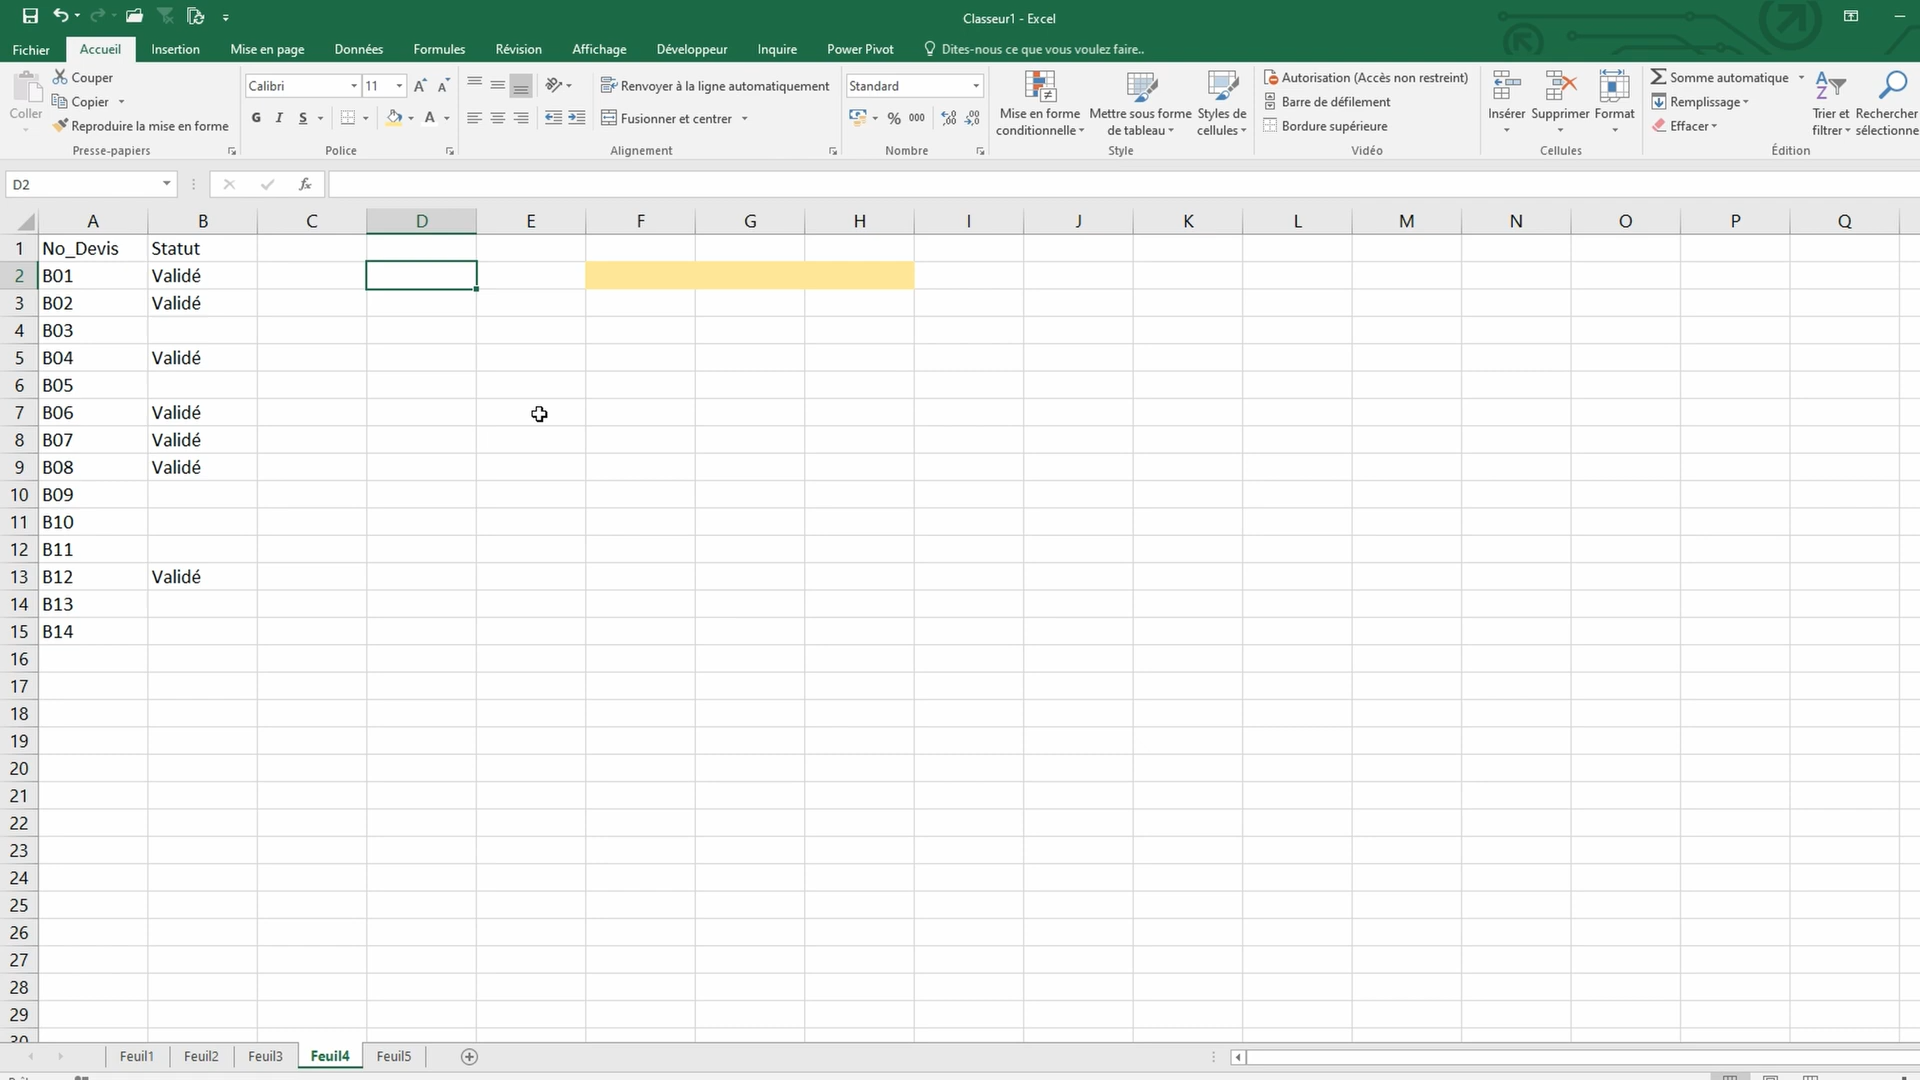 Classeur1 - Excel
Fichier Accueil Insertion Mise en page Données Formules Révision Affichage Développeur Inquire Power Pivot Dites-nous ce que vous voulez faire..
Coller
Couper
Copier
Reproduire la mise en forme
Presse-papiers
Calibri 11
G I S A
Police
Renvoyer à la ligne automatiquement
Fusionner et centrer
Alignement
Standard
% 000
Nombre
Mise en forme conditionnelle
Mettre sous forme de tableau
Styles de cellules
Style
Autorisation (Accès non restreint)
Barre de défilement
Bordure supérieure
Vidéo
Insérer Supprimer Format
Cellules
Somme automatique
Remplissage
Effacer
Trier et filtrer
Rechercher sélectionne
Édition
D2 fx
A B C D E F G H I J K L M N O P Q
1 No_Devis Statut
2 B01 Validé
3 B02 Validé
4 B03
5 B04 Validé
6 B05
7 B06 Validé
8 B07 Validé
9 B08 Validé
10 B09
11 B10
12 B11
13 B12 Validé
14 B13
15 B14
16
17
18
19
20
21
22
23
24
25
26
27
28
29
30
Feuil1 Feuil2 Feuil3 Feuil4 Feuil5